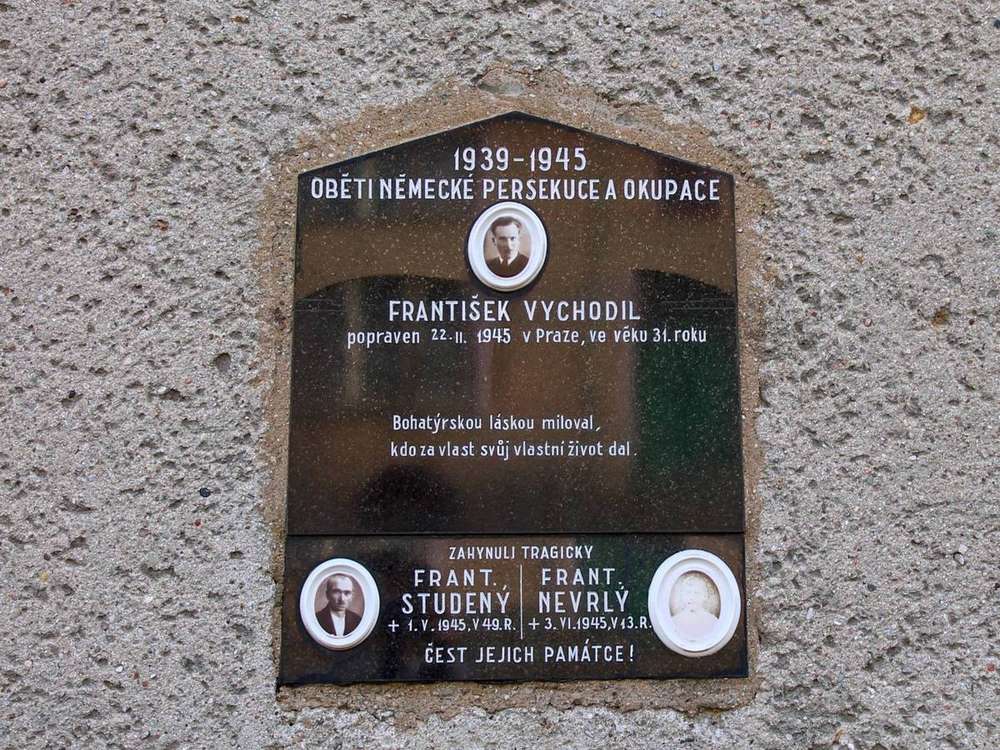 1939-1945
OBĚTI NĚMECKÉ PERSEKUCE A OKUPACE
FRANTIŠEK VYCHODIL
popraven 22.II. 1945 v Praze, ve věku 31. roku
Bohatýrskou láskou miloval,
kdo za vlast svůj vlastní život dal.
ZAHYNULI TRAGICKY
FRANT. FRANT.
STUDENÝ NEVRLÝ
+ 1.V.1945, V 49.R. + 3.VI.1945, V 13.R.
ČEST JEJICH PAMÁTCE!